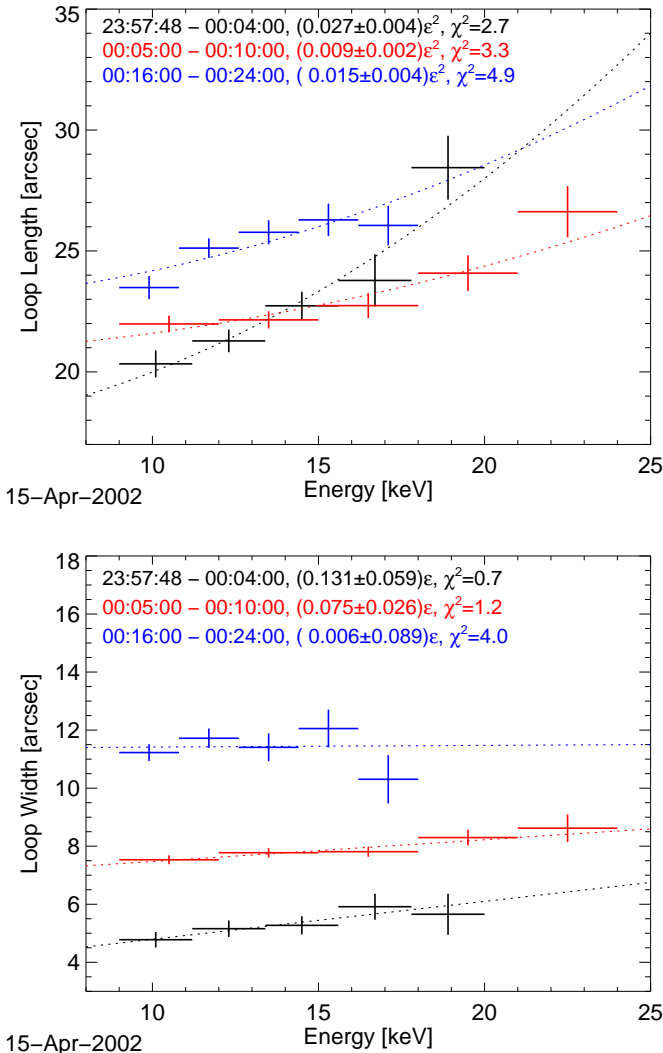 23:57:48 − 00:04:00, (0.027±0.004)ε², χ²=2.7
00:05:00 − 00:10:00, (0.009±0.002)ε², χ²=3.3
00:16:00 − 00:24:00, ( 0.015±0.004)ε², χ²=4.9
35
30
25
20
Loop Length [arcsec]
10 15 20 25
Energy [keV]
15−Apr−2002
23:57:48 − 00:04:00, (0.131±0.059)ε, χ²=0.7
00:05:00 − 00:10:00, (0.075±0.026)ε, χ²=1.2
00:16:00 − 00:24:00, ( 0.006±0.089)ε, χ²=4.0
18
16
14
12
10
8
6
4
Loop Width [arcsec]
10 15 20 25
Energy [keV]
15−Apr−2002